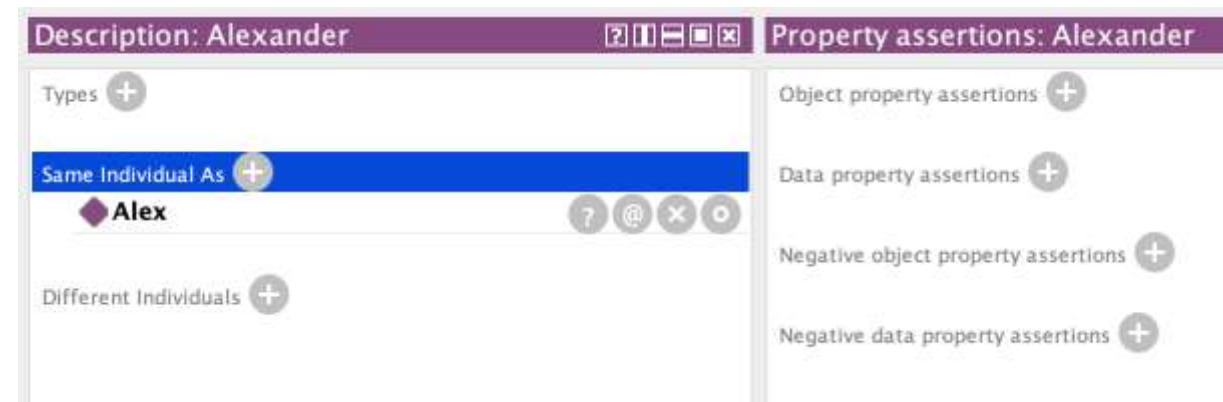 Description: Alexander
Types
Same Individual As
Alex
Different Individuals
Property assertions: Alexander
Object property assertions
Data property assertions
Negative object property assertions
Negative data property assertions